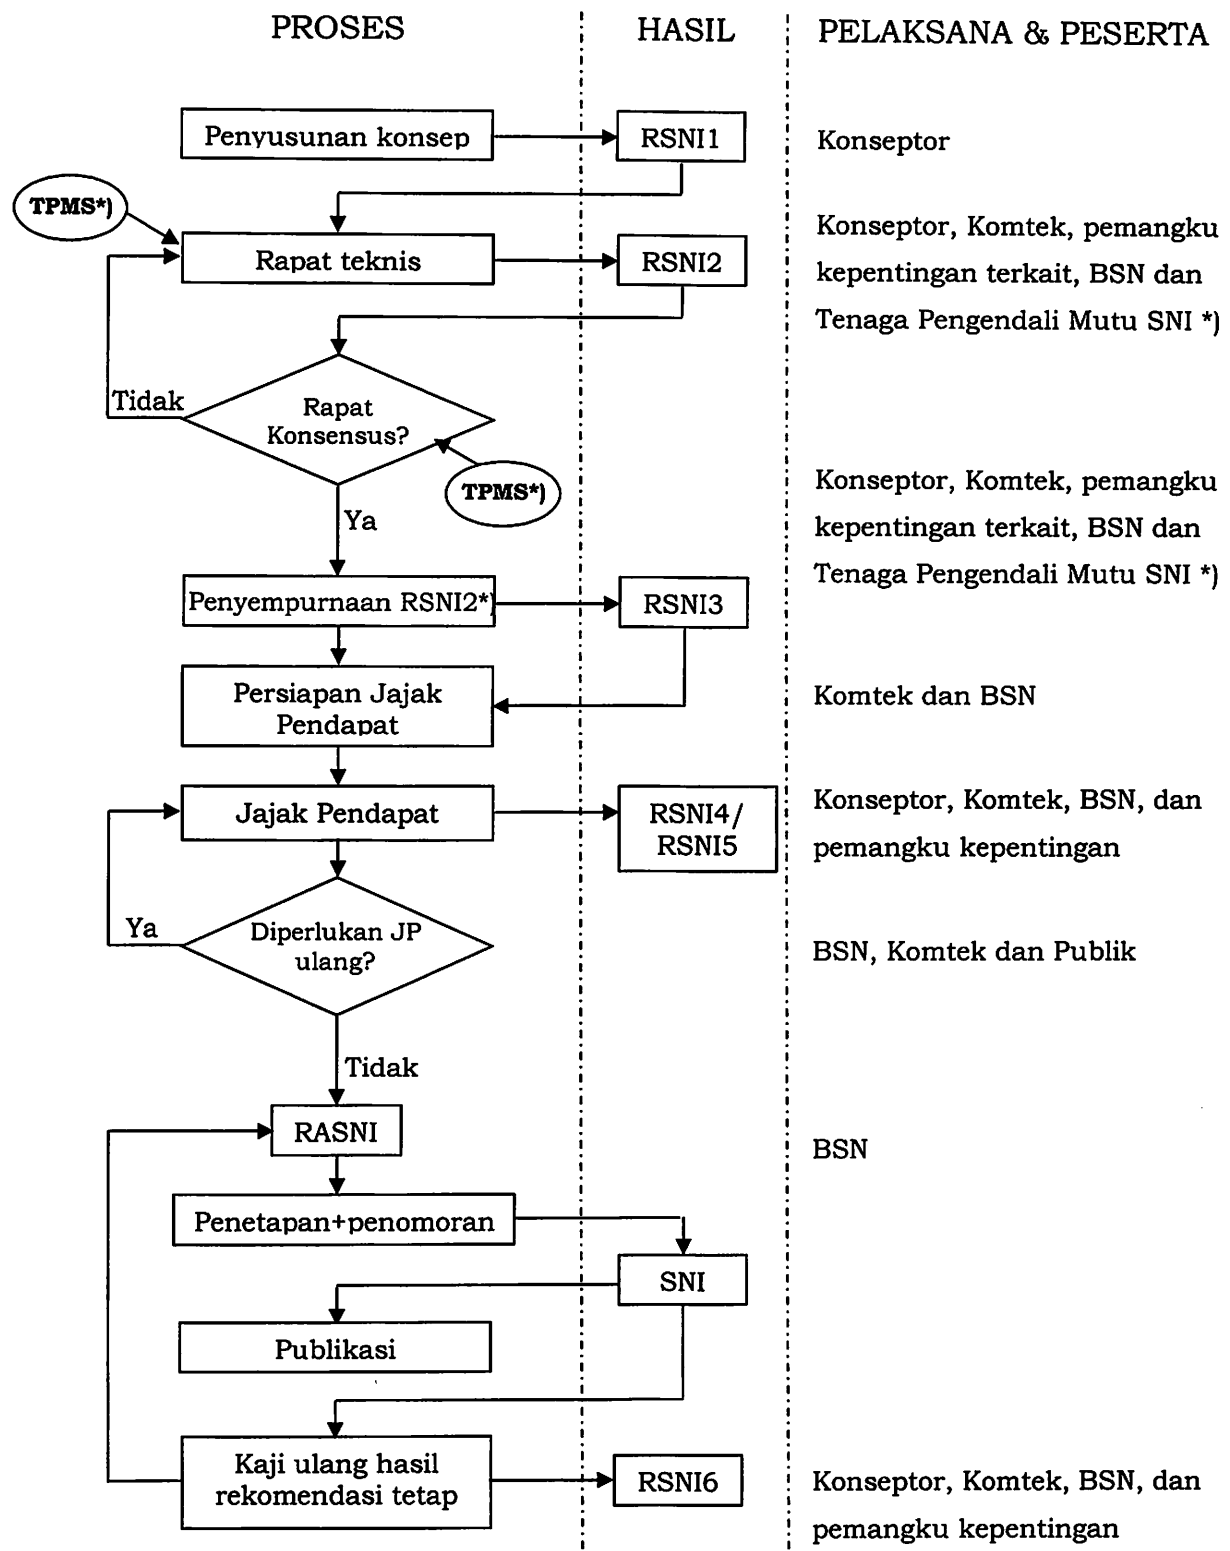 PROSES
HASIL
PELAKSANA & PESERTA
Penyusunan konsep
RSNI1
Konseptor
TPMS*)
Rapat teknis
RSNI2
Konseptor, Komtek, pemangku
kepentingan terkait, BSN dan
Tenaga Pengendali Mutu SNI *)
Tidak
Rapat
Konsensus?
TPMS*)
Ya
Konseptor, Komtek, pemangku
kepentingan terkait, BSN dan
Tenaga Pengendali Mutu SNI *)
Penyempurnaan RSNI2*)
RSNI3
Persiapan Jajak
Pendapat
Komtek dan BSN
Jajak Pendapat
RSNI4/
RSNI5
Konseptor, Komtek, BSN, dan
pemangku kepentingan
Ya
Diperlukan JP
ulang?
BSN, Komtek dan Publik
Tidak
RASNI
BSN
Penetapan+penomoran
SNI
Publikasi
Kaji ulang hasil
rekomendasi tetap
RSNI6
Konseptor, Komtek, BSN, dan
pemangku kepentingan